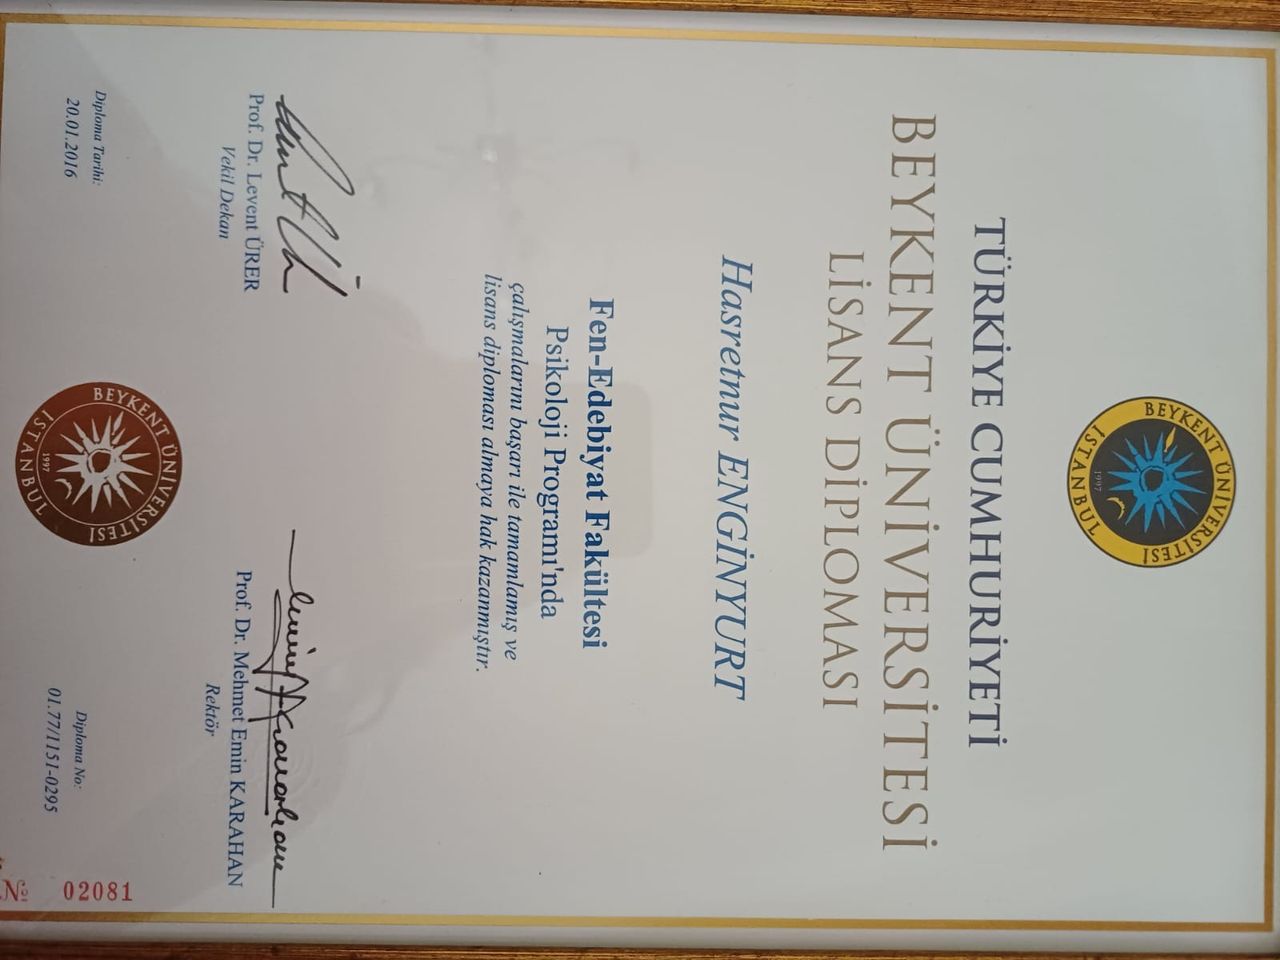 BEYKENT ÜNİVERSİTESİ
1997
İSTANBUL
TÜRKİYE CUMHURİYETİ
BEYKENT ÜNİVERSİTESİ
LİSANS DİPLOMASI
Hasretnur ENGİNYURT
Fen-Edebiyat Fakültesi
Psikoloji Programı'nda
çalışmalarını başarı ile tamamlamış ve
lisans diploması almaya hak kazanmıştır.
Prof. Dr. Levent ÜRER
Vekil Dekan
Prof. Dr. Mehmet Emin KARAHAN
Rektör
Diploma Tarihi:
20.01.2016
BEYKENT ÜNİVERSİTESİ
1997
İSTANBUL
Diploma No:
01.77/1151-0295
№ 02081